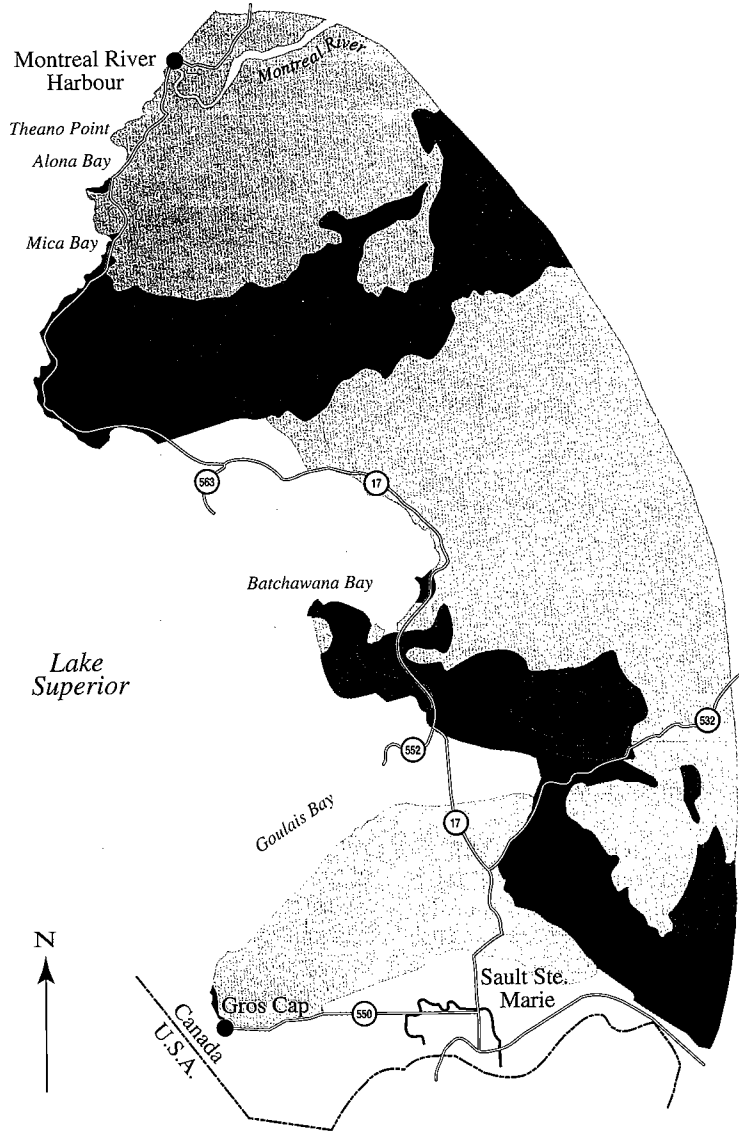 Montreal River
Harbour
Montreal River
Theano Point
Alona Bay
Mica Bay
563
17
Batchawana Bay
Lake
Superior
532
552
Goulais Bay
17
N
Sault Ste.
Marie
Gros Cap
550
Canada
U.S.A.